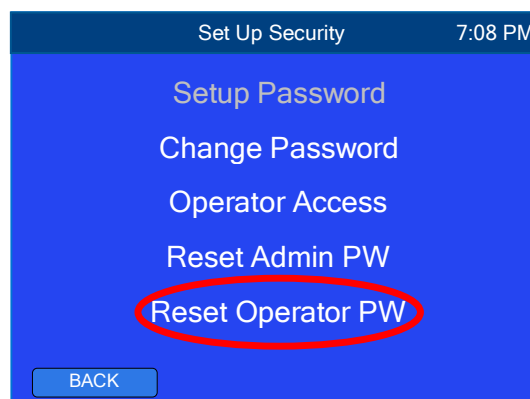 Set Up Security 7:08 PM
Setup Password
Change Password
Operator Access
Reset Admin PW
Reset Operator PW
BACK